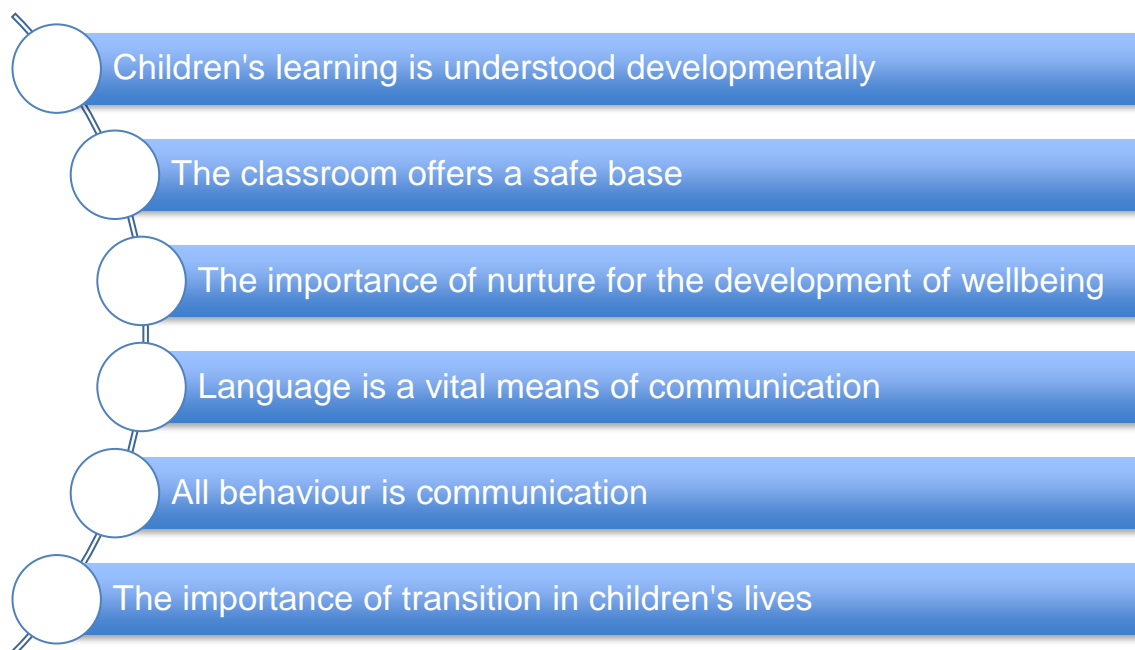 Children's learning is understood developmentally
The classroom offers a safe base
The importance of nurture for the development of wellbeing
Language is a vital means of communication
All behaviour is communication
The importance of transition in children's lives